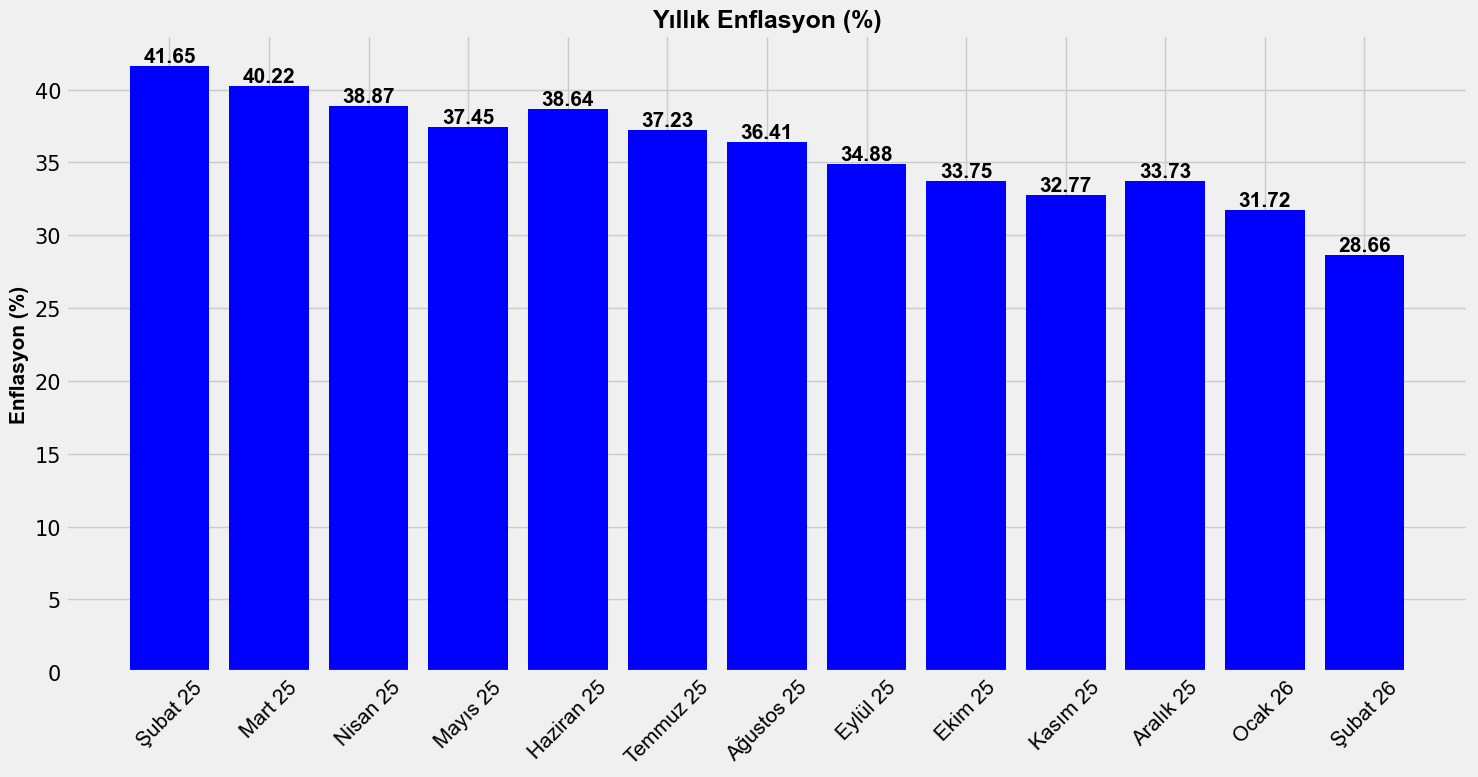 Yıllık Enflasyon (%)
41.65
40.22
38.87
37.45
38.64
37.23
36.41
34.88
33.75
32.77
33.73
31.72
28.66
Enflasyon (%)
40
35
30
25
20
15
10
5
0
Şubat 25
Mart 25
Nisan 25
Mayıs 25
Haziran 25
Temmuz 25
Ağustos 25
Eylül 25
Ekim 25
Kasım 25
Aralık 25
Ocak 26
Şubat 26